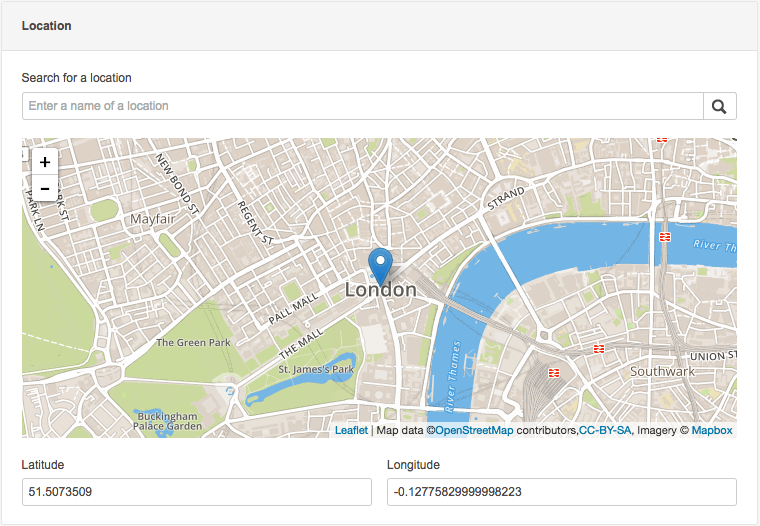 Location
Search for a location
Enter a name of a location
+
-
NEW BOND ST
PARK ST
PARK LN
Mayfair
REGENT ST
STRAND
River Tha
London
PALL MALL
THE MALL
The Green Park
St. James's Park
River Thames
UNION ST
Southwark
Buckingham
Palace Garden
Leaflet | Map data ©OpenStreetMap contributors,CC-BY-SA, Imagery © Mapbox
Latitude
Longitude
51.5073509
-0.12775829999998223